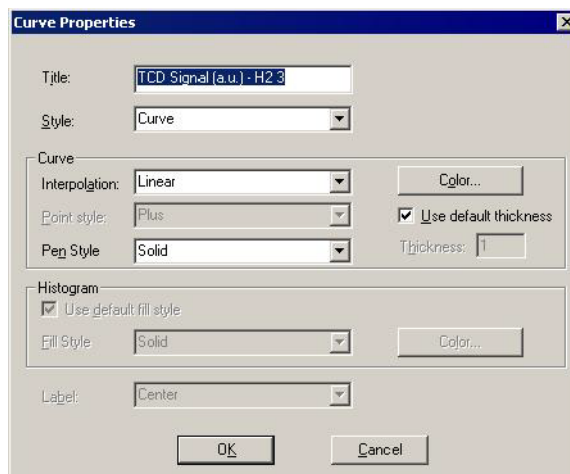 Curve Properties
Title: TCD Signal (a.u.) - H2 3
Style: Curve
Curve
Interpolation: Linear
Color...
Point style: Plus
Use default thickness
Pen Style Solid
Thickness: 1
Histogram
Use default fill style
Fill Style Solid
Color...
Label: Center
OK
Cancel